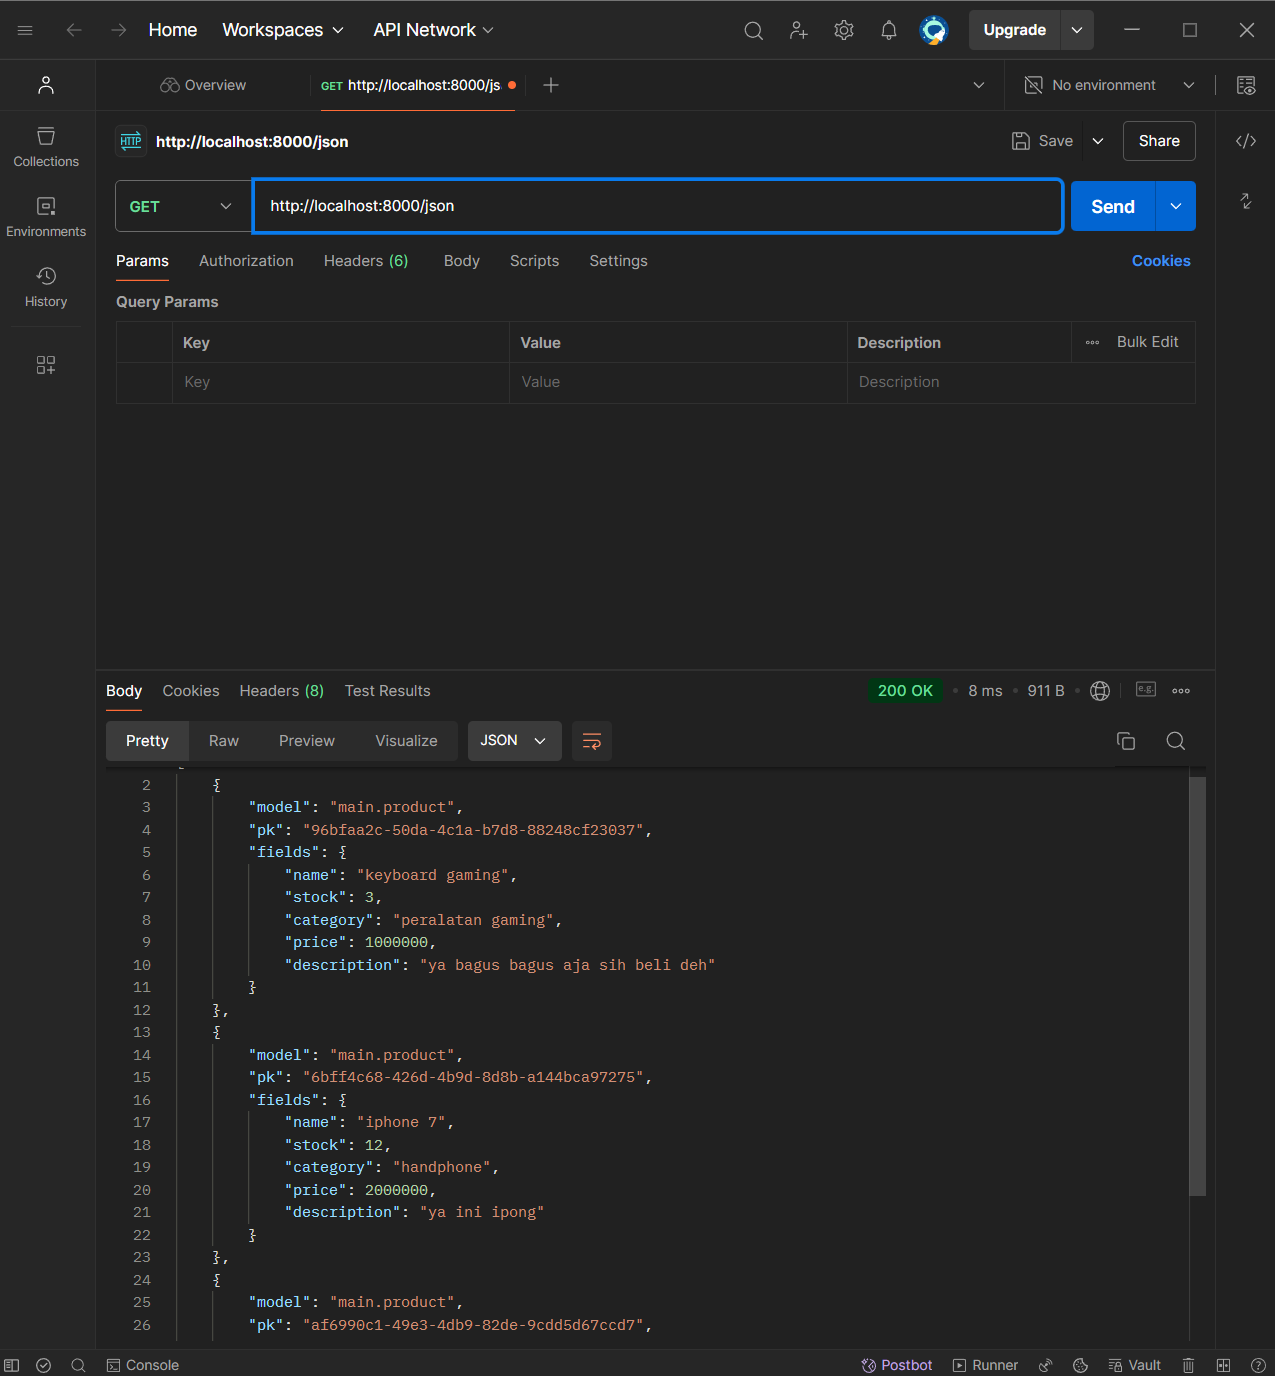 Home Workspaces API Network Upgrade
Overview GET http://localhost:8000/js No environment
HTTP http://localhost:8000/json Save Share
Collections
Environments
History
GET http://localhost:8000/json Send
Params Authorization Headers (6) Body Scripts Settings Cookies
Query Params
Key Value Description Bulk Edit
Key Value Description
Body Cookies Headers (8) Test Results 200 OK 8 ms 911 B e.g.
Pretty Raw Preview Visualize JSON
2 {
3 "model": "main.product",
4 "pk": "96bfaa2c-50da-4c1a-b7d8-88248cf23037",
5 "fields": {
6 "name": "keyboard gaming",
7 "stock": 3,
8 "category": "peralatan gaming",
9 "price": 1000000,
10 "description": "ya bagus bagus aja sih beli deh"
11 }
12 },
13 {
14 "model": "main.product",
15 "pk": "6bff4c68-426d-4b9d-8d8b-a144bca97275",
16 "fields": {
17 "name": "iphone 7",
18 "stock": 12,
19 "category": "handphone",
20 "price": 2000000,
21 "description": "ya ini ipong"
22 }
23 },
24 {
25 "model": "main.product",
26 "pk": "af6990c1-49e3-4db9-82de-9cdd5d67ccd7",
Console Postbot Runner Vault